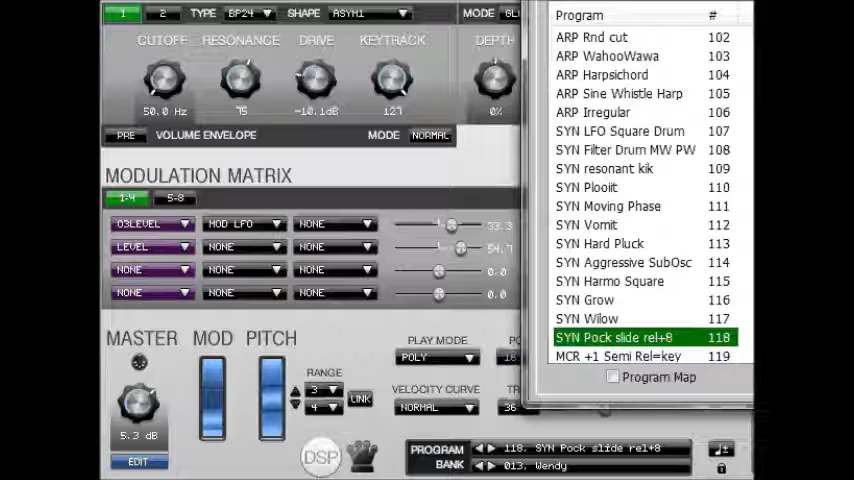 1 2 TYPE BP24 SHAPE ASYM1 MODE
CUTOFF RESONANCE DRIVE KEYTRACK DEPTH
50.0 Hz 75 -10.1dB 127 0%
PRE VOLUME ENVELOPE MODE NORMAL
MODULATION MATRIX
1-4 5-8
O3LEVEL MOD LFO NONE 33.3
LEVEL NONE NONE 54.7
NONE NONE NONE 0.0
NONE NONE NONE 0.0
MASTER MOD PITCH
PLAY MODE
POLY 16
RANGE
3
4
LINK
VELOCITY CURVE
NORMAL 36
5.3 dB
EDIT
DSP
PROGRAM 118. SYN Pock slide rel+8
BANK 013. Wendy
Program #
ARP Rnd cut 102
ARP WahooWawa 103
ARP Harpsichord 104
ARP Sine Whistle Harp 105
ARP Irregular 106
SYN LFO Square Drum 107
SYN Filter Drum MW PW 108
SYN resonant kik 109
SYN Plooiit 110
SYN Moving Phase 111
SYN Vomit 112
SYN Hard Pluck 113
SYN Aggressive SubOsc 114
SYN Harmo Square 115
SYN Grow 116
SYN Wilow 117
SYN Pock slide rel+8 118
MCR +1 Semi Rel=key 119
Program Map